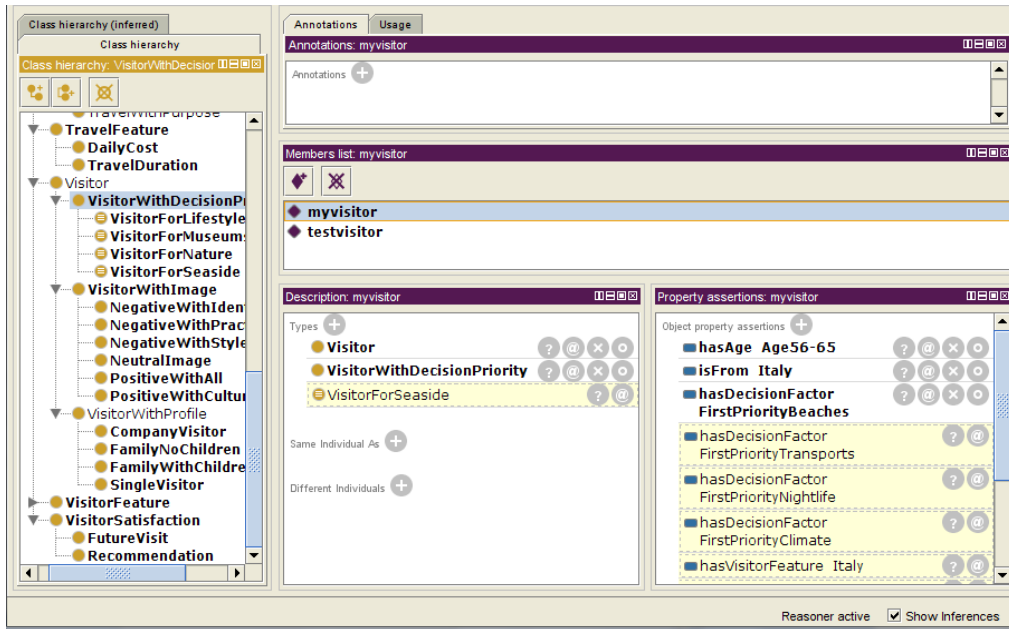 Class hierarchy (inferred)
Class hierarchy
Class hierarchy: VisitorWithDecisior
TravelWithPurpose
TravelFeature
DailyCost
TravelDuration
Visitor
VisitorWithDecisionPr
VisitorForLifestyle
VisitorForMuseum
VisitorForNature
VisitorForSeaside
VisitorWithImage
NegativeWithIden
NegativeWithPrac
NegativeWithStyle
NeutralImage
PositiveWithAll
PositiveWithCultur
VisitorWithProfile
CompanyVisitor
FamilyNoChildren
FamilyWithChildre
SingleVisitor
VisitorFeature
VisitorSatisfaction
FutureVisit
Recommendation
Annotations
Usage
Annotations: myvisitor
Annotations
Members list: myvisitor
myvisitor
testvisitor
Description: myvisitor
Types
Visitor
VisitorWithDecisionPriority
VisitorForSeaside
Same Individual As
Different Individuals
Property assertions: myvisitor
Object property assertions
hasAge Age56-65
isFrom Italy
hasDecisionFactor
FirstPriorityBeaches
hasDecisionFactor
FirstPriorityTransports
hasDecisionFactor
FirstPriorityNightlife
hasDecisionFactor
FirstPriorityClimate
hasVisitorFeature Italy
Reasoner active
Show Inferences